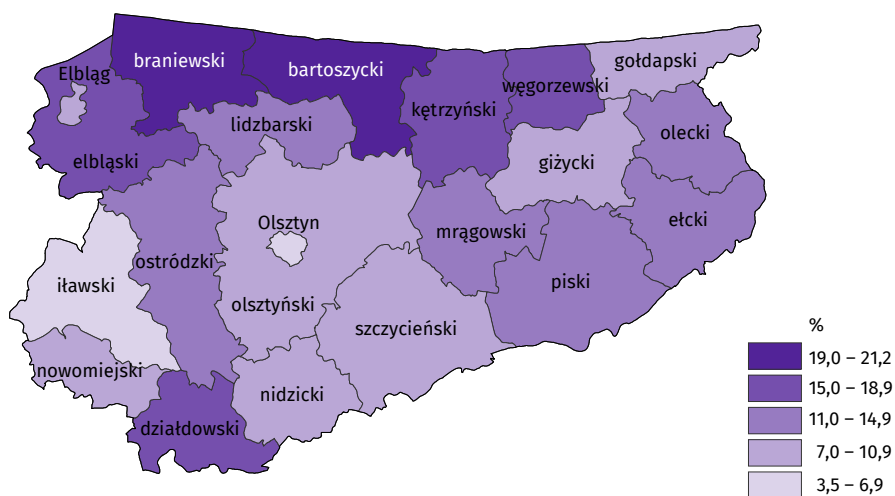 braniewski
bartoszycki
gołdapski
Elbląg
węgorzewski
kętrzyński
lidzbarski
olecki
elbląski
giżycki
Olsztyn
ełcki
mrągowski
ostródzki
iławski
piski
olsztyński
szczycieński
nowomiejski
nidzicki
działdowski
%
19,0 – 21,2
15,0 – 18,9
11,0 – 14,9
7,0 – 10,9
3,5 – 6,9